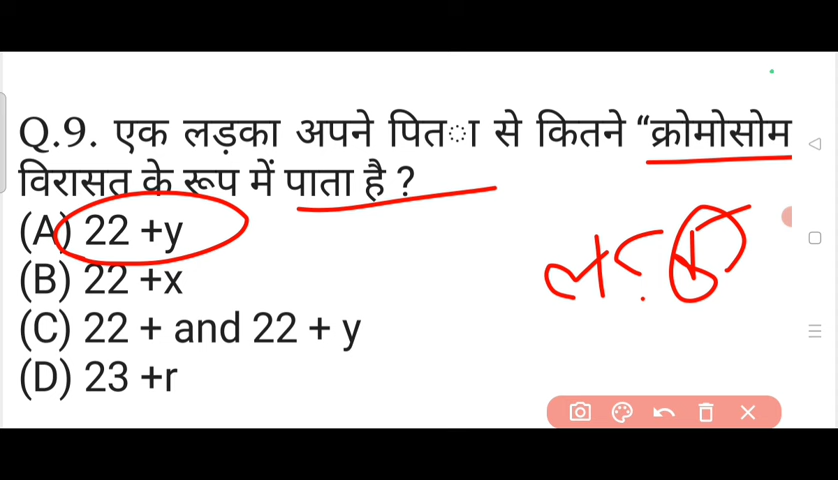 Q.9. एक लड़का अपने पित◌ा से कितने “क्रोमोसोम
विरासत के रूप में पाता है ?
(A) 22 +y
(B) 22 +x
(C) 22 + and 22 + y
(D) 23 +r